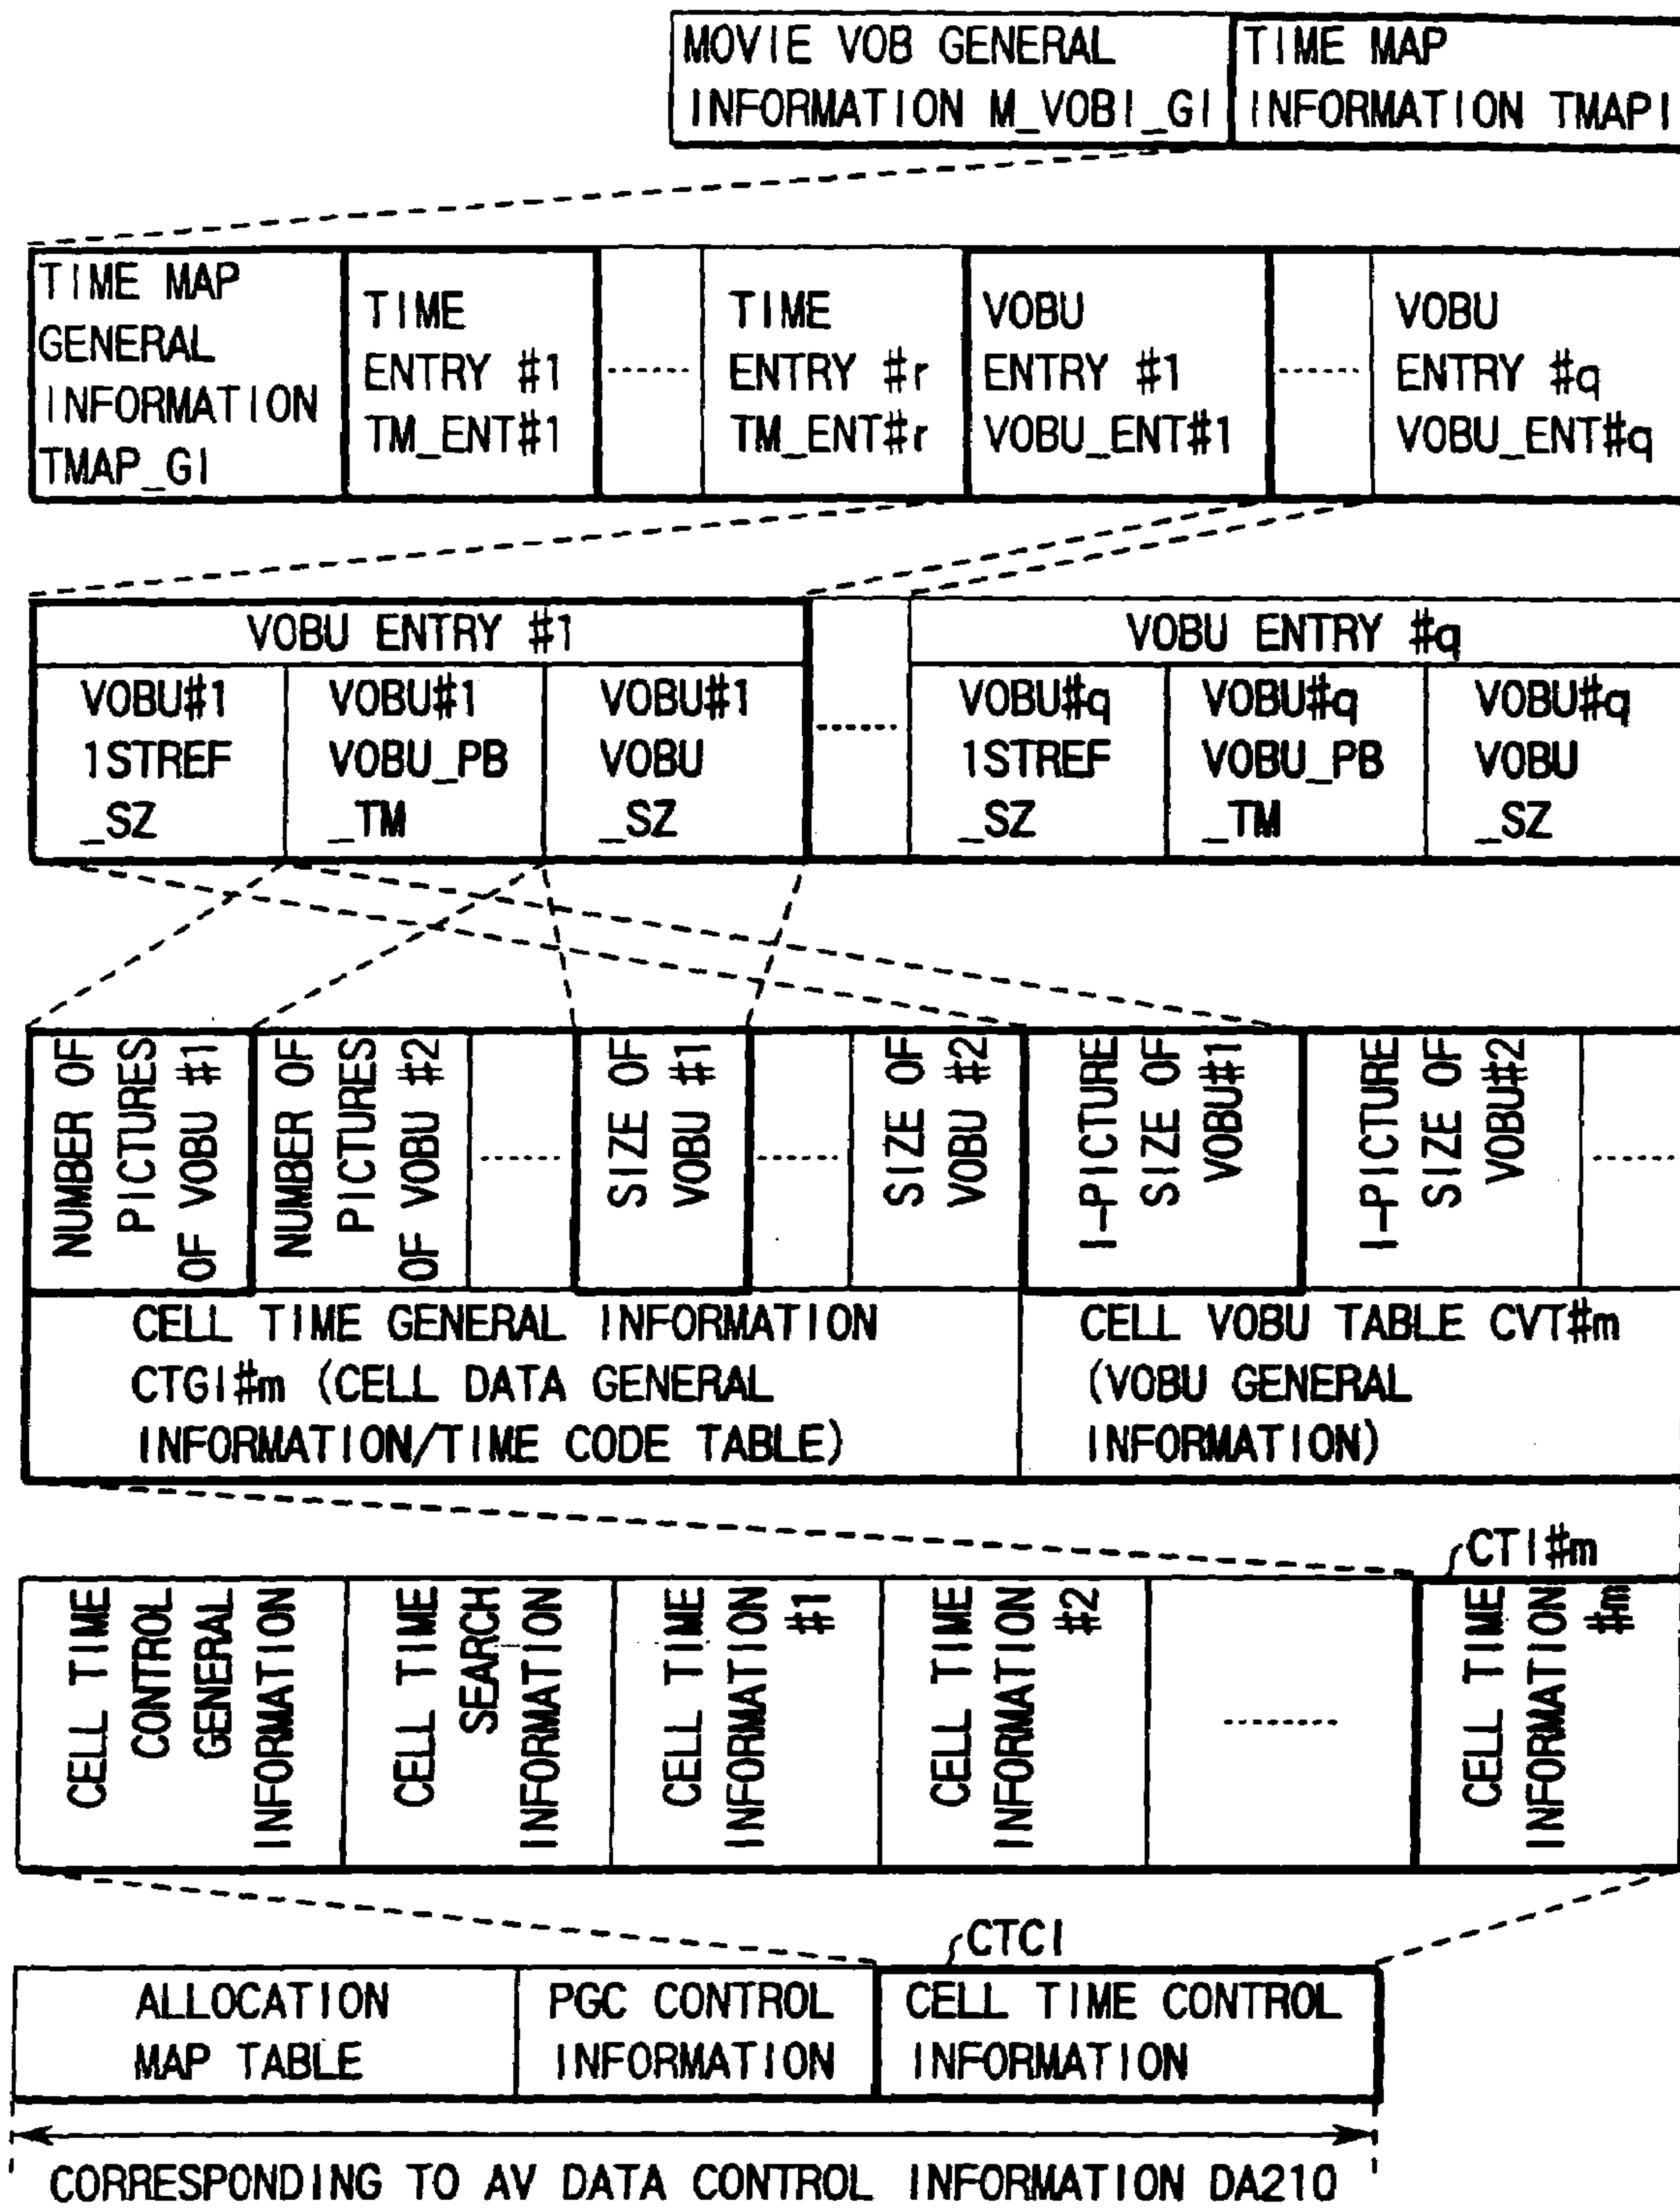 MOVIE VOB GENERAL
INFORMATION M_VOBI_GI
TIME MAP
INFORMATION TMAPI
TIME MAP
GENERAL
INFORMATION
TMAP_GI
TIME
ENTRY #1
TM_ENT#1
TIME
ENTRY #r
TM_ENT#r
VOBU
ENTRY #1
VOBU_ENT#1
VOBU
ENTRY #q
VOBU_ENT#q
VOBU ENTRY #1
VOBU#1
1STREF
_SZ
VOBU#1
VOBU_PB
_TM
VOBU#1
VOBU
_SZ
VOBU ENTRY #q
VOBU#q
1STREF
_SZ
VOBU#q
VOBU_PB
_TM
VOBU#q
VOBU
_SZ
NUMBER OF
PICTURES
OF VOBU #1
NUMBER OF
PICTURES
OF VOBU #2
SIZE OF
VOBU #1
SIZE OF
VOBU #2
I-PICTURE
SIZE OF
VOBU#1
I-PICTURE
SIZE OF
VOBU#2
CELL TIME GENERAL INFORMATION
CTGI#m (CELL DATA GENERAL
INFORMATION/TIME CODE TABLE)
CELL VOBU TABLE CVT#m
(VOBU GENERAL
INFORMATION)
CTI#m
CELL TIME
CONTROL
GENERAL
INFORMATION
CELL TIME
SEARCH
INFORMATION
CELL TIME
INFORMATION
#1
CELL TIME
INFORMATION
#2
CELL TIME
INFORMATION
#m
CTCI
ALLOCATION
MAP TABLE
PGC CONTROL
INFORMATION
CELL TIME CONTROL
INFORMATION
CORRESPONDING TO AV DATA CONTROL INFORMATION DA210